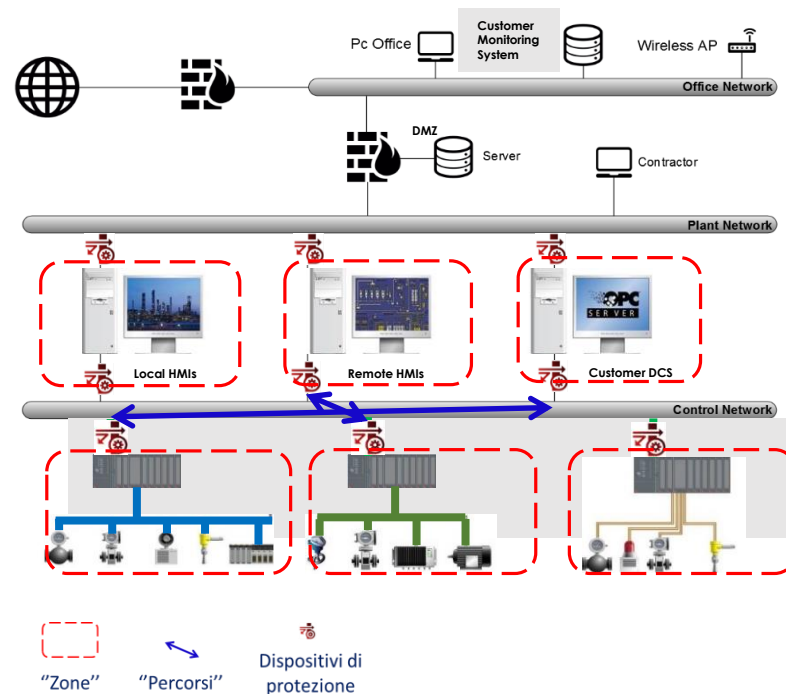 Customer
Monitoring
System
Pc Office
Wireless AP
Office Network
DMZ
Server
Contractor
Plant Network
OPC
SERVER
Local HMIs
Remote HMIs
Customer DCS
Control Network
"Zone"
"Percorsi"
Dispositivi di
protezione